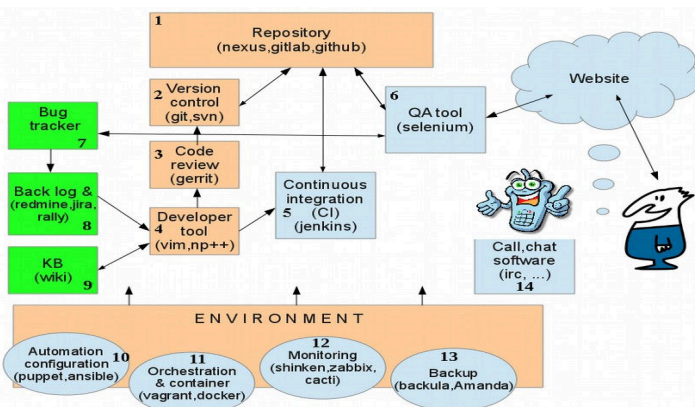 1
Repository
(nexus,gitlab,github)
2 Version
control
(git,svn)
6
QA tool
(selenium)
Website
Bug
tracker
7
3 Code
review
(gerrit)
Back log &
(redmine,jira,
rally)
8
4 Developer
tool
(vim,np++)
Continuous
integration
5 (CI)
(jenkins)
KB
(wiki)
9
Call,chat
software
(irc, ...)
14
ENVIRONMENT
Automation 10
configuration
(puppet,ansible)
11
Orchestration
& container
(vagrant,docker)
12
Monitoring
(shinken,zabbix,
cacti)
13
Backup
(backula,Amanda)